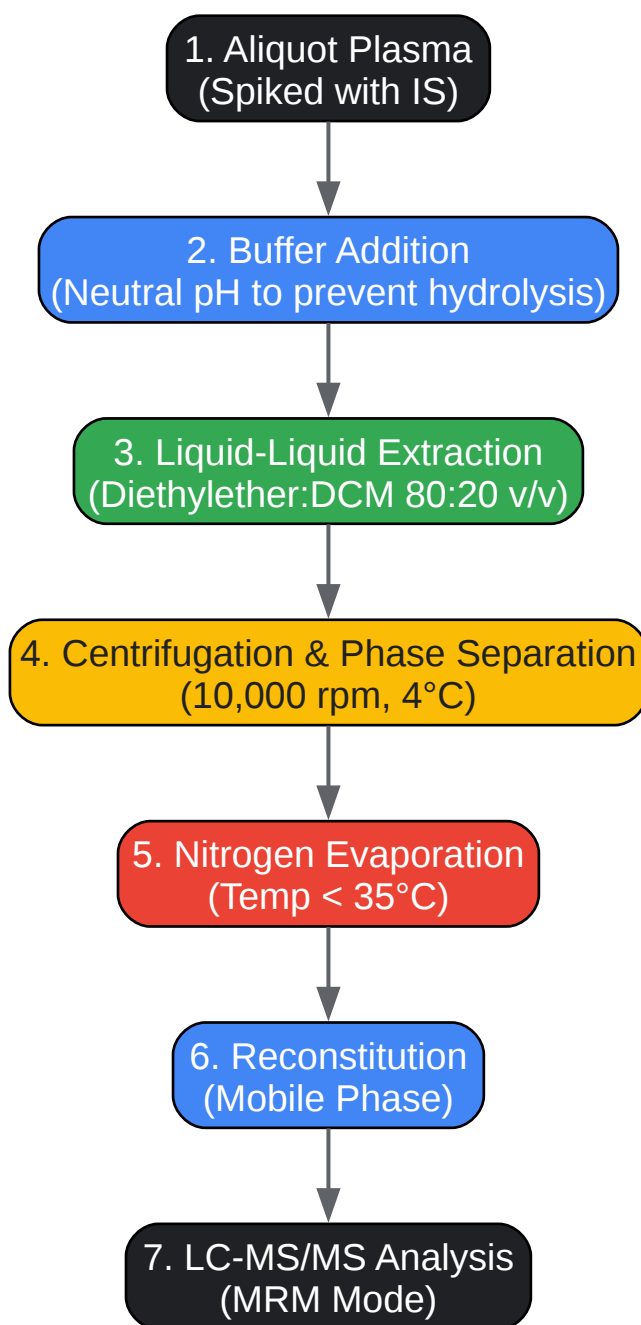 1. Aliquot Plasma
(Spiked with IS)
2. Buffer Addition
(Neutral pH to prevent hydrolysis)
3. Liquid-Liquid Extraction
(Diethylether:DCM 80:20 v/v)
4. Centrifugation & Phase Separation
(10,000 rpm, 4°C)
5. Nitrogen Evaporation
(Temp < 35°C)
6. Reconstitution
(Mobile Phase)
7. LC-MS/MS Analysis
(MRM Mode)